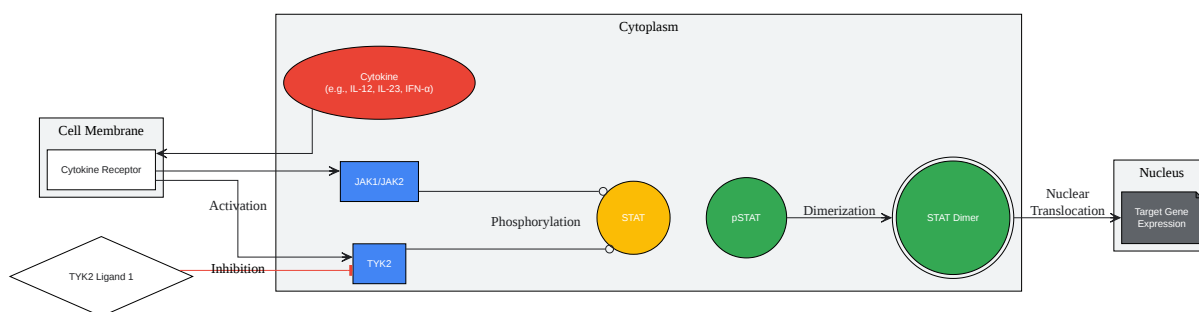 Cytoplasm
Cytokine
(e.g., IL-12, IL-23, IFN-α)
Cell Membrane
Cytokine Receptor
JAK1/JAK2
Activation
Phosphorylation
STAT
pSTAT
Dimerization
STAT Dimer
Nuclear
Translocation
Nucleus
Target Gene
Expression
TYK2
Inhibition
TYK2 Ligand 1